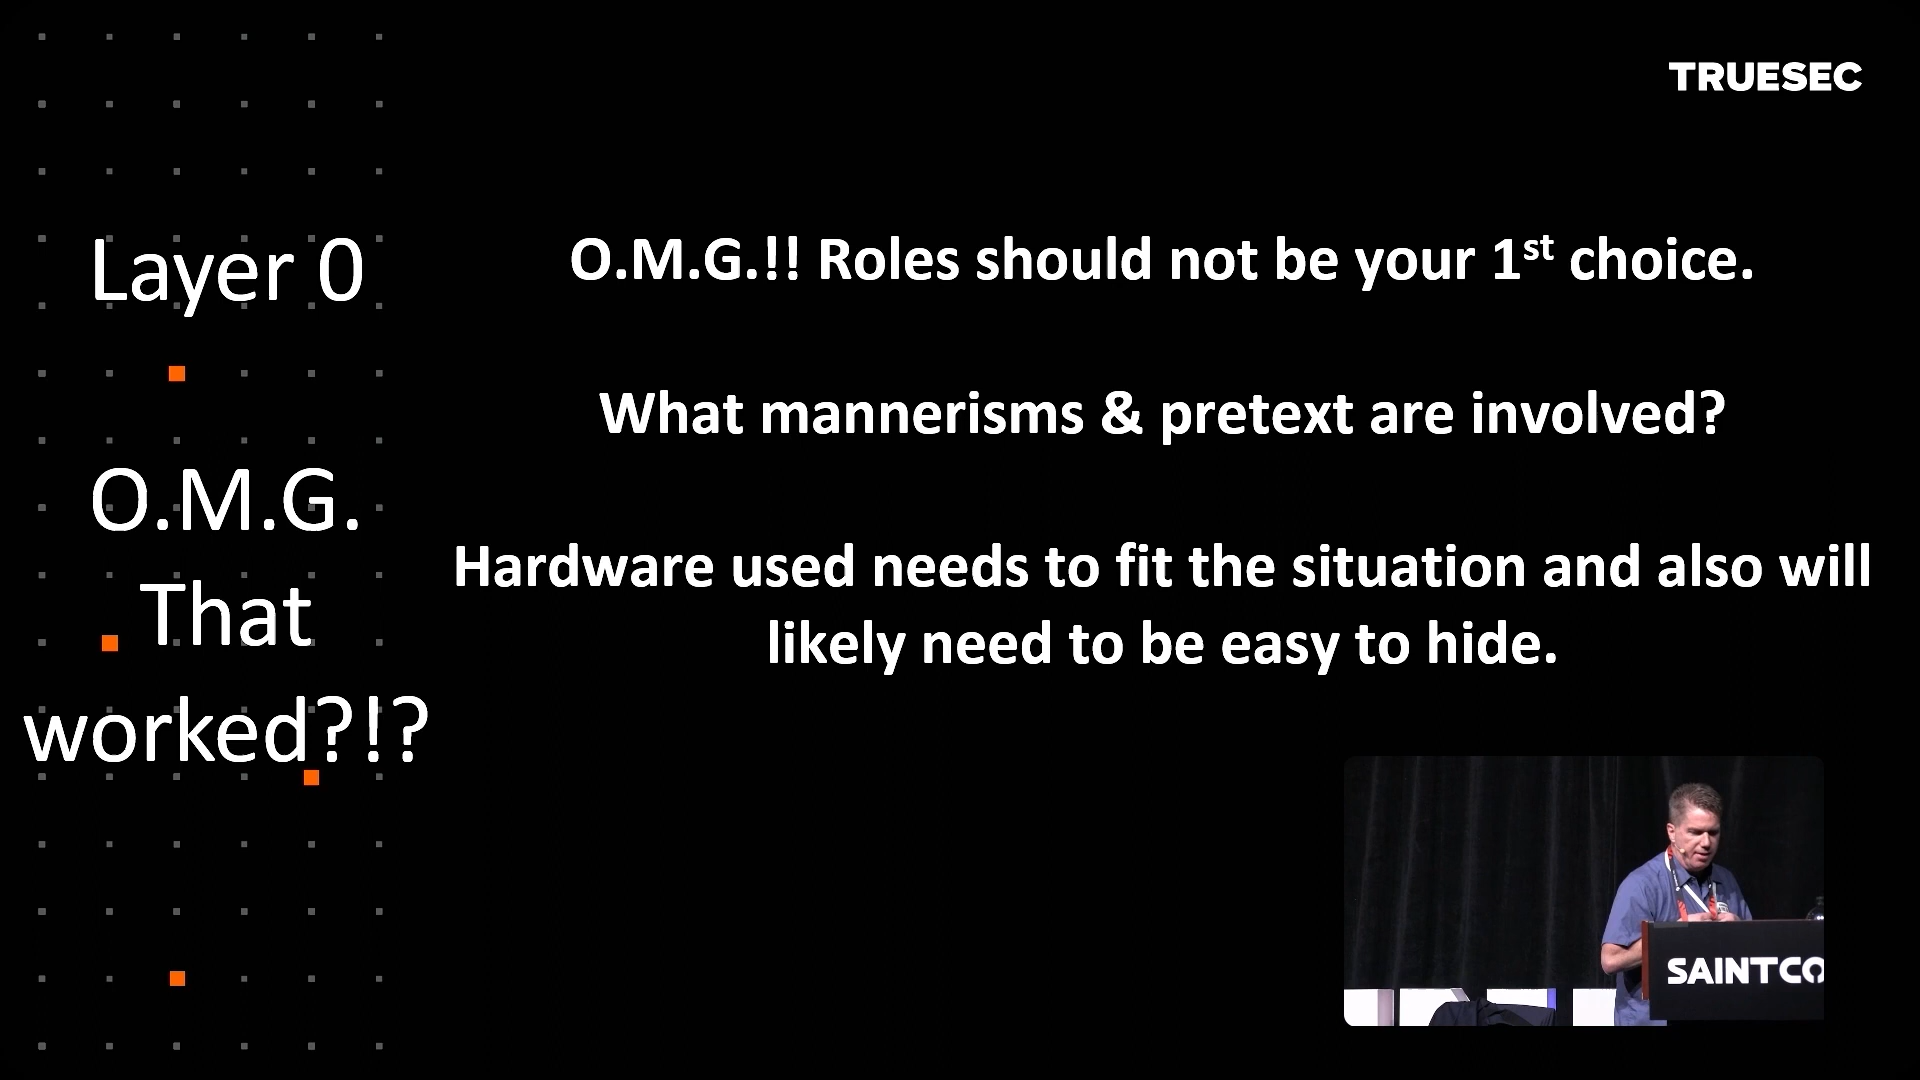 TRUESEC
Layer 0
O.M.G.
That
worked?!?
O.M.G.!! Roles should not be your 1st choice.
What mannerisms & pretext are involved?
Hardware used needs to fit the situation and also will
likely need to be easy to hide.
SAINTCO